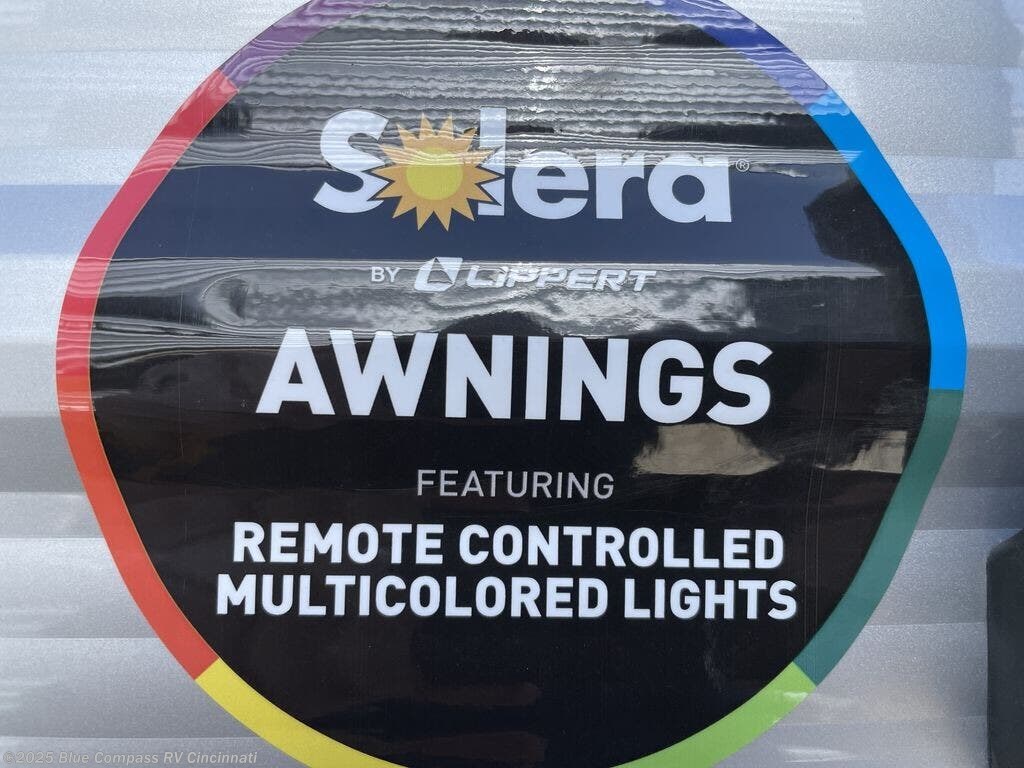 Solera®
BY LIPPERT
AWNINGS
FEATURING
REMOTE CONTROLLED
MULTICOLORED LIGHTS
©2025 Blue Compass RV Cincinnati